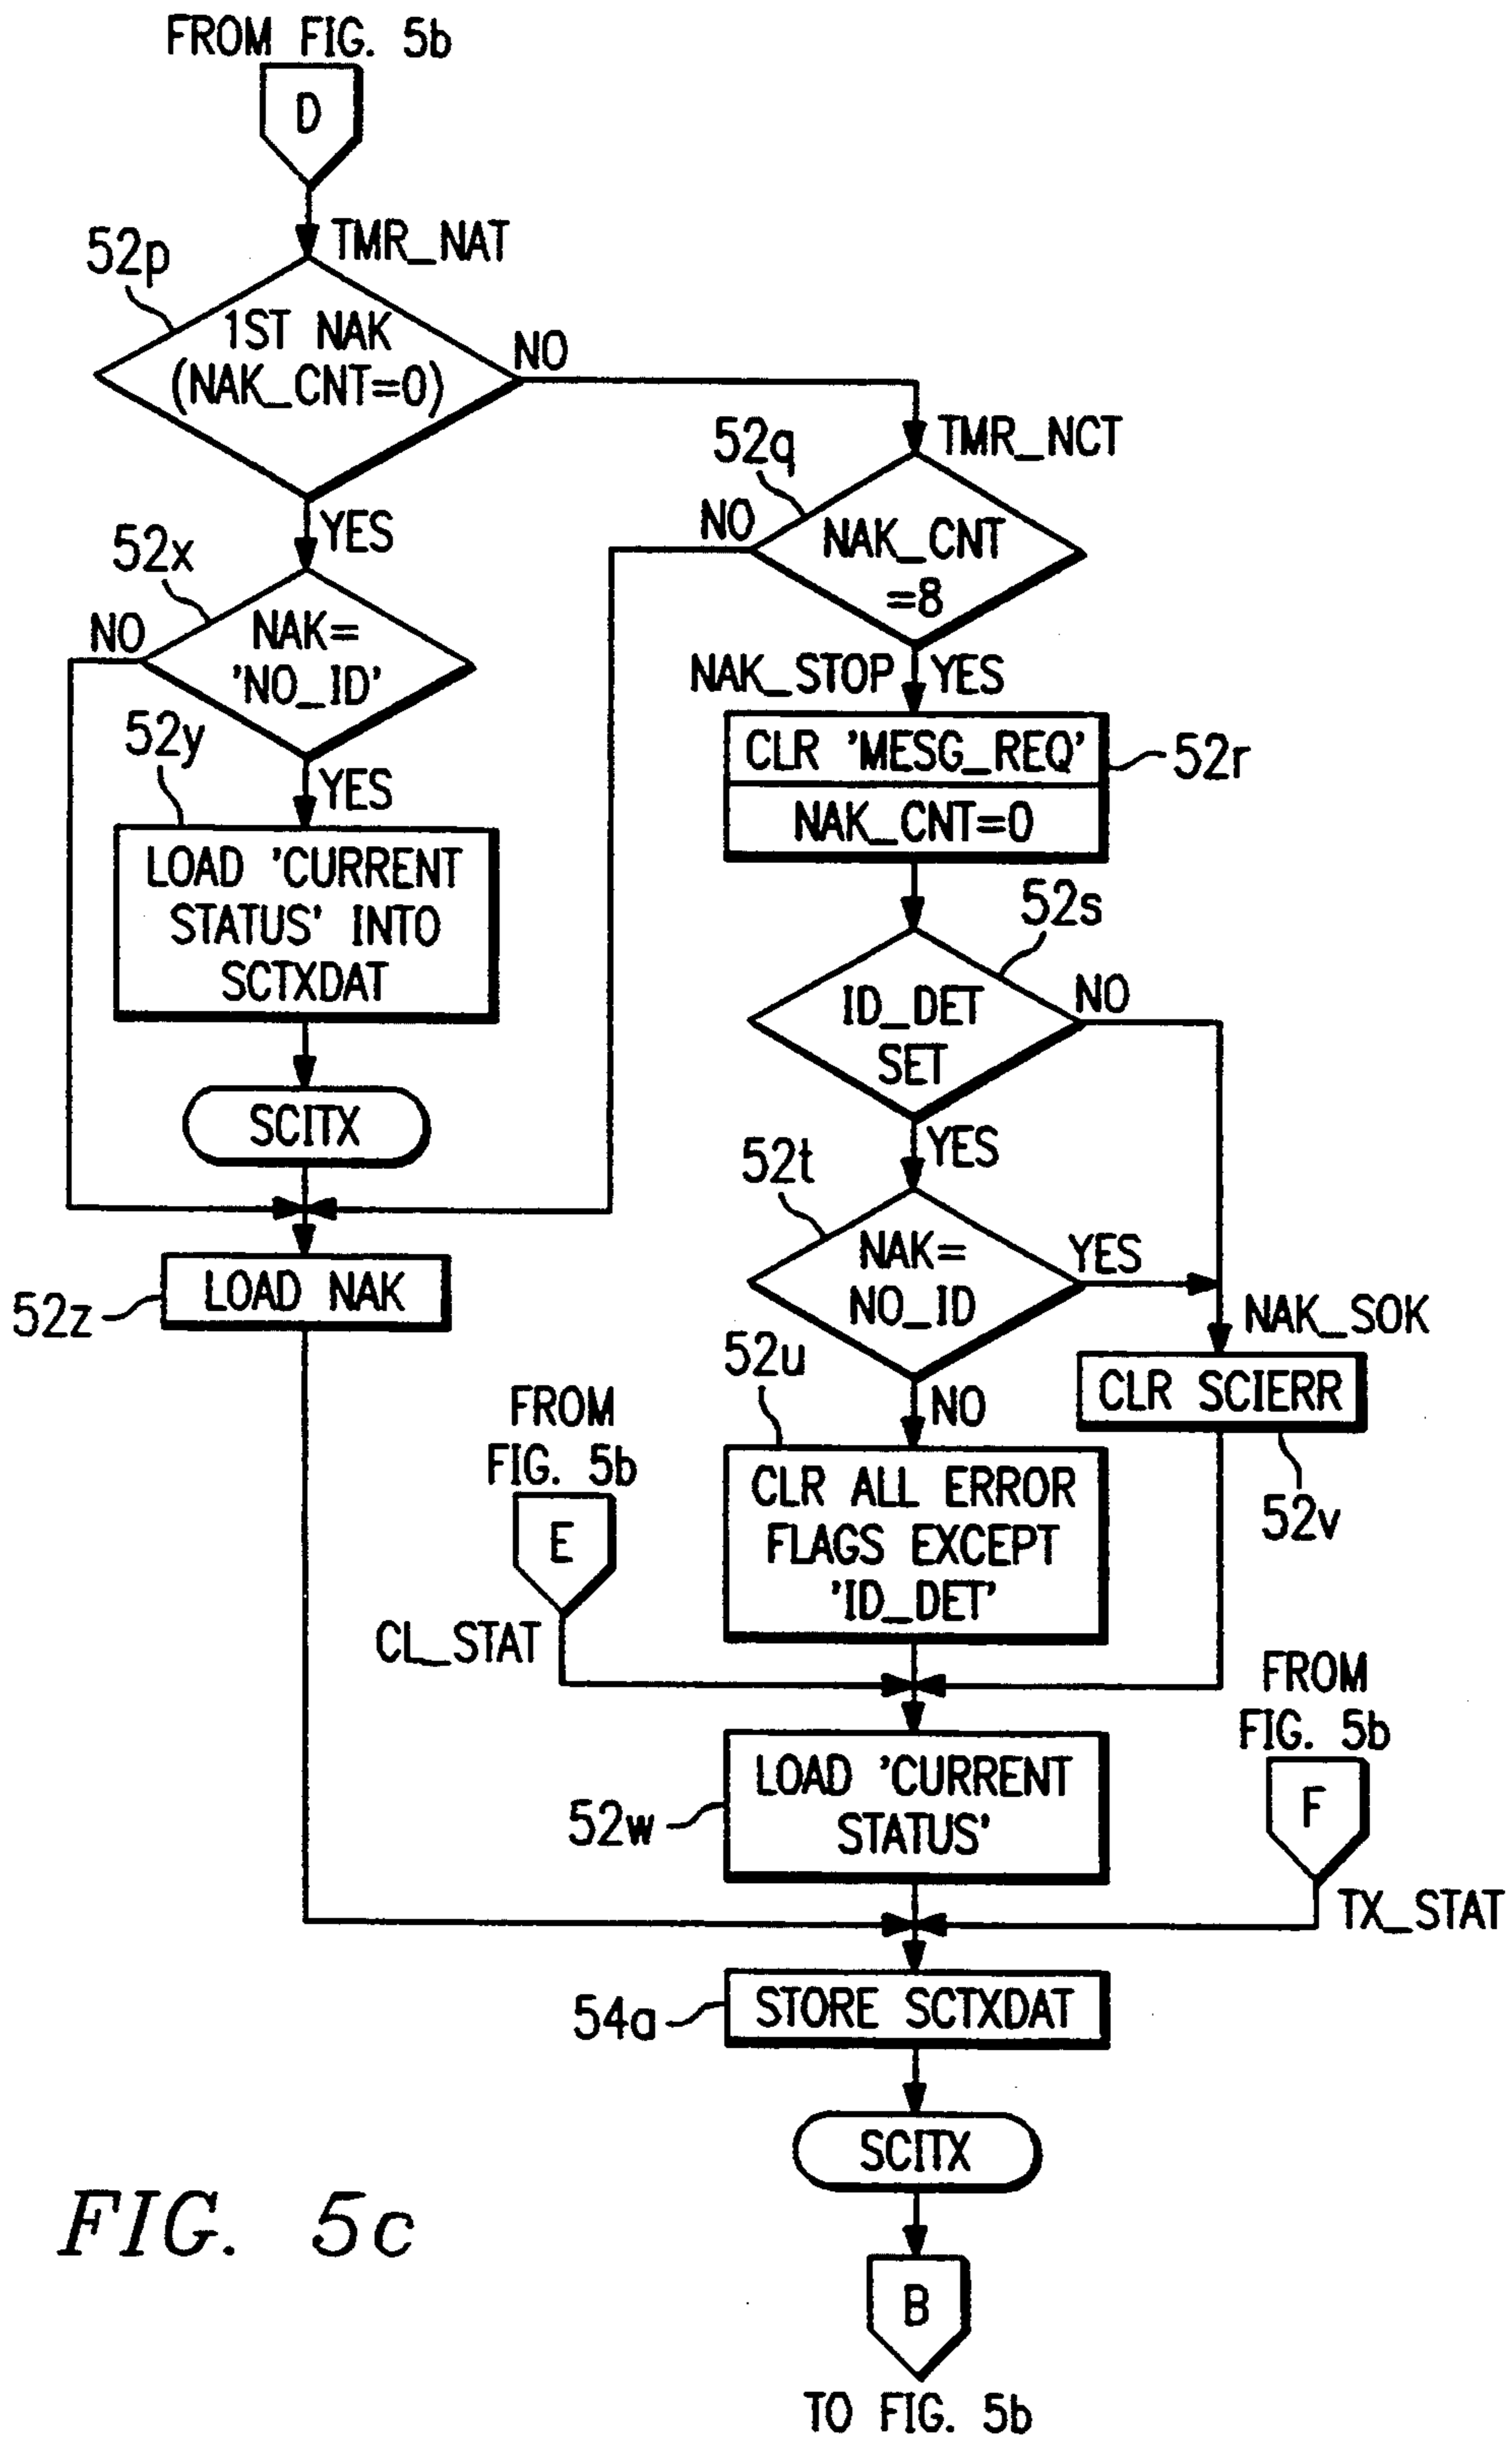 FROM FIG. 5b
D
TMR_NAT
52p
1ST NAK
(NAK_CNT=0)
NO
TMR_NCT
52q
NO
NAK_CNT
=8
YES
52x
NO
NAK=
'NO_ID'
NAK_STOP
YES
52y
YES
CLR 'MESG_REQ'
52r
NAK_CNT=0
LOAD 'CURRENT
STATUS' INTO
SCTXDAT
52s
ID_DET
SET
NO
SCITX
YES
52t
NAK=
NO_ID
YES
LOAD NAK
52z
NAK_SOK
52u
NO
CLR SCIERR
52v
FROM
FIG. 5b
E
CL_STAT
CLR ALL ERROR
FLAGS EXCEPT
'ID_DET'
FROM
FIG. 5b
F
TX_STAT
LOAD 'CURRENT
STATUS'
52w
STORE SCTXDAT
54a
SCITX
FIG. 5c
B
TO FIG. 5b